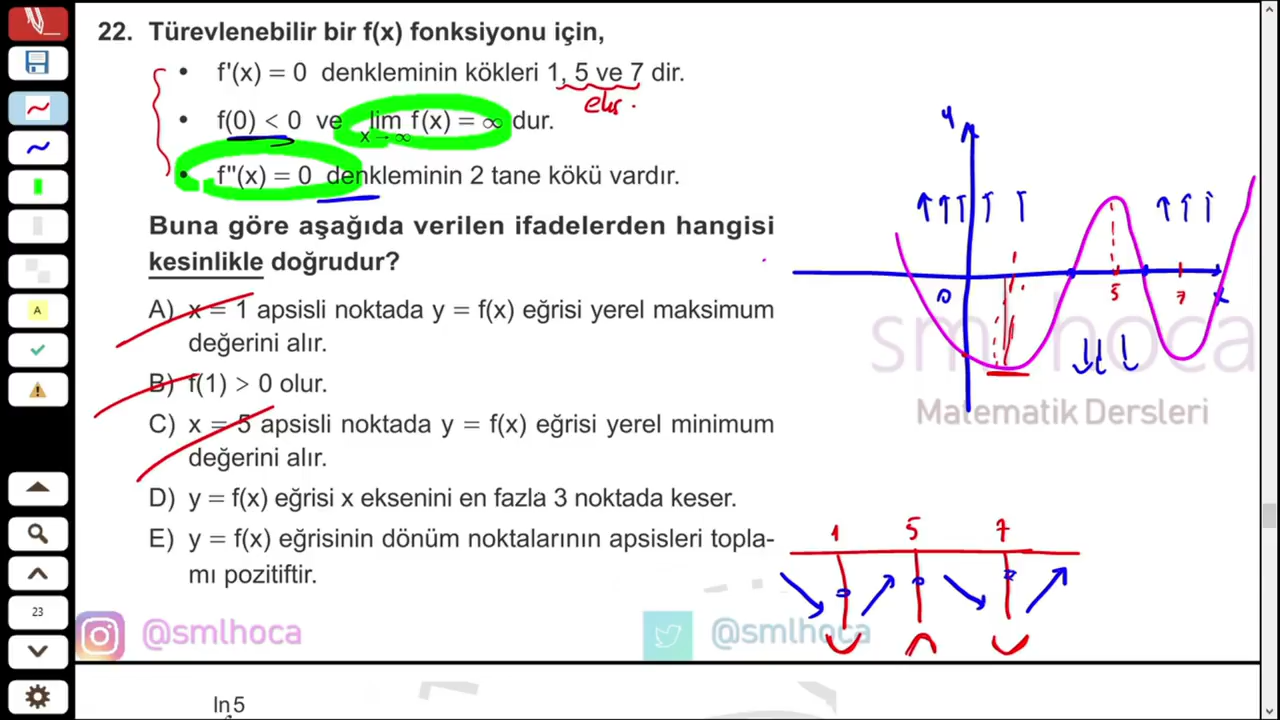 22. Türevlenebilir bir f(x) fonksiyonu için,
• f'(x) = 0 denkleminin kökleri 1, 5 ve 7 dir.
eks.
• f(0) < 0 ve lim f(x) = ∞ dur.
x → ∞
• f"(x) = 0 denkleminin 2 tane kökü vardır.
Buna göre aşağıda verilen ifadelerden hangisi
kesinlikle doğrudur?
A) x = 1 apsisli noktada y = f(x) eğrisi yerel maksimum
değerini alır.
B) f(1) > 0 olur.
C) x = 5 apsisli noktada y = f(x) eğrisi yerel minimum
değerini alır.
D) y = f(x) eğrisi x eksenini en fazla 3 noktada keser.
E) y = f(x) eğrisinin dönüm noktalarının apsisleri topla-
mı pozitiftir.
@smlhoca
@smlhoca
ln5
y
0
1
5
7
x
smlhoca
Matematik Dersleri
1 5 7
A
23